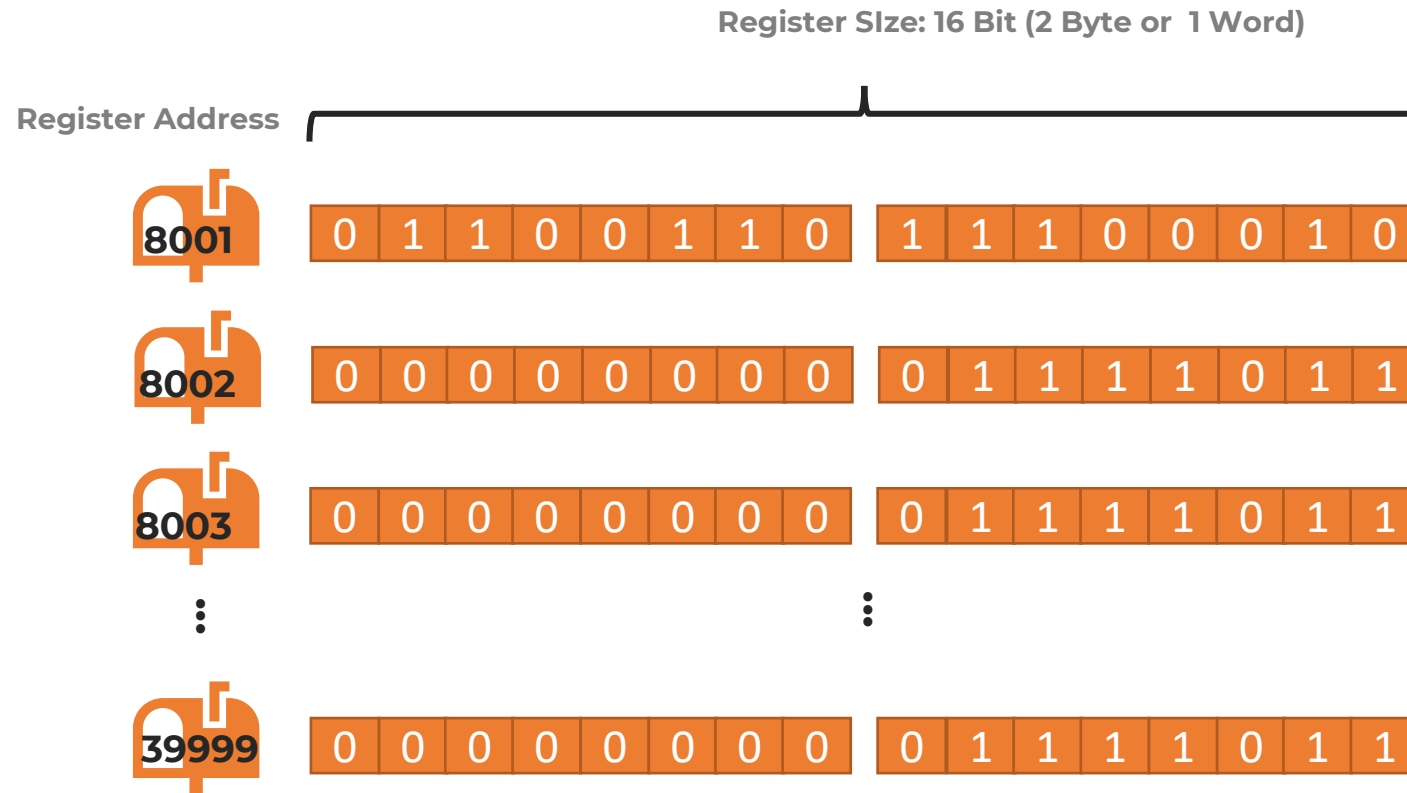 Register SIze: 16 Bit (2 Byte or 1 Word)
Register Address
8001 0 1 1 0 0 1 1 0 1 1 1 0 0 0 1 0
8002 0 0 0 0 0 0 0 0 0 1 1 1 1 0 1 1
8003 0 0 0 0 0 0 0 0 0 1 1 1 1 0 1 1
39999 0 0 0 0 0 0 0 0 0 1 1 1 1 0 1 1